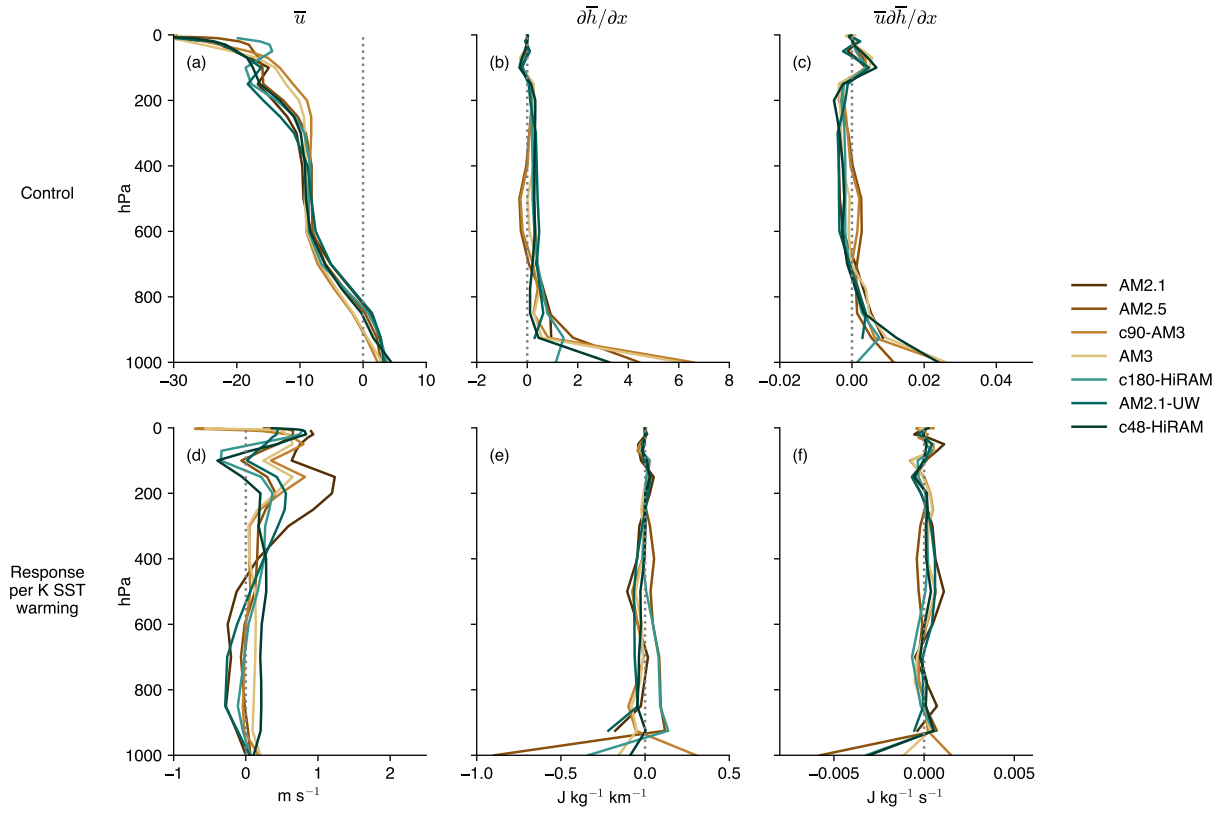 u̅
∂h̅/∂x
u̅∂h̅/∂x
Control
hPa
0
200
400
600
800
1000
(a)
−30 −20 −10 0 10
(b)
−2 0 2 4 6 8
(c)
−0.02 0.00 0.02 0.04
AM2.1
AM2.5
c90-AM3
AM3
c180-HiRAM
AM2.1-UW
c48-HiRAM
Response
per K SST
warming
hPa
0
200
400
600
800
1000
(d)
−1 0 1 2
m s⁻¹
(e)
−1.0 −0.5 0.0 0.5
J kg⁻¹ km⁻¹
(f)
−0.005 0.000 0.005
J kg⁻¹ s⁻¹